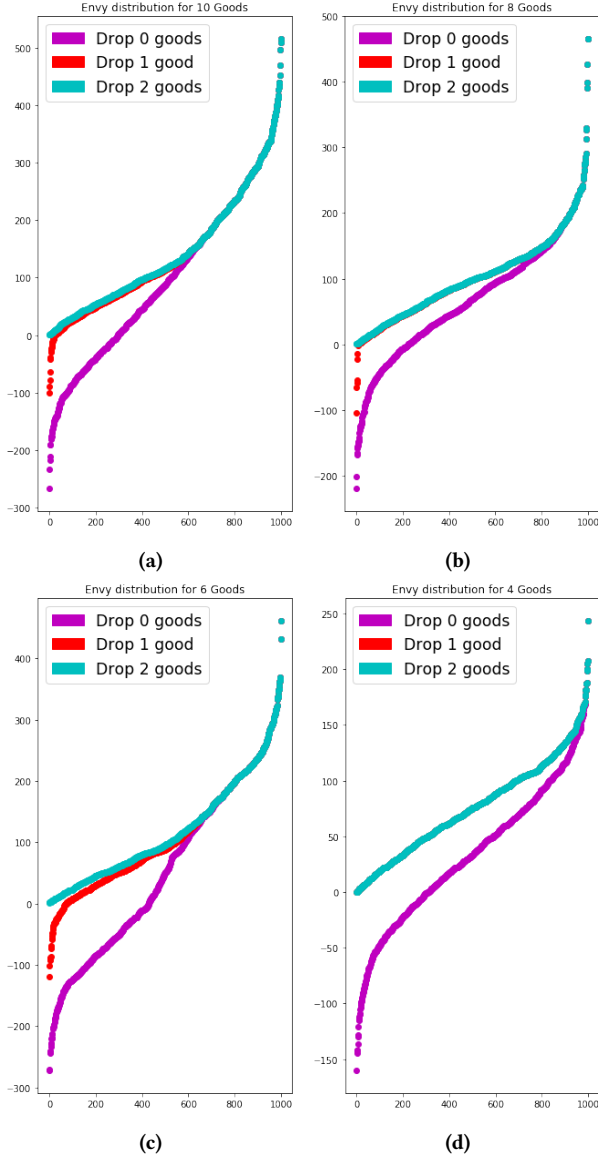 Envy distribution for 10 Goods
Drop 0 goods
Drop 1 good
Drop 2 goods
500
400
300
200
100
0
−100
−200
−300
0 200 400 600 800 1000
(a)
Envy distribution for 8 Goods
Drop 0 goods
Drop 1 good
Drop 2 goods
500
400
300
200
100
0
−100
−200
0 200 400 600 800 1000
(b)
Envy distribution for 6 Goods
Drop 0 goods
Drop 1 good
Drop 2 goods
400
300
200
100
0
−100
−200
−300
0 200 400 600 800 1000
(c)
Envy distribution for 4 Goods
Drop 0 goods
Drop 1 good
Drop 2 goods
250
200
150
100
50
0
−50
−100
−150
0 200 400 600 800 1000
(d)